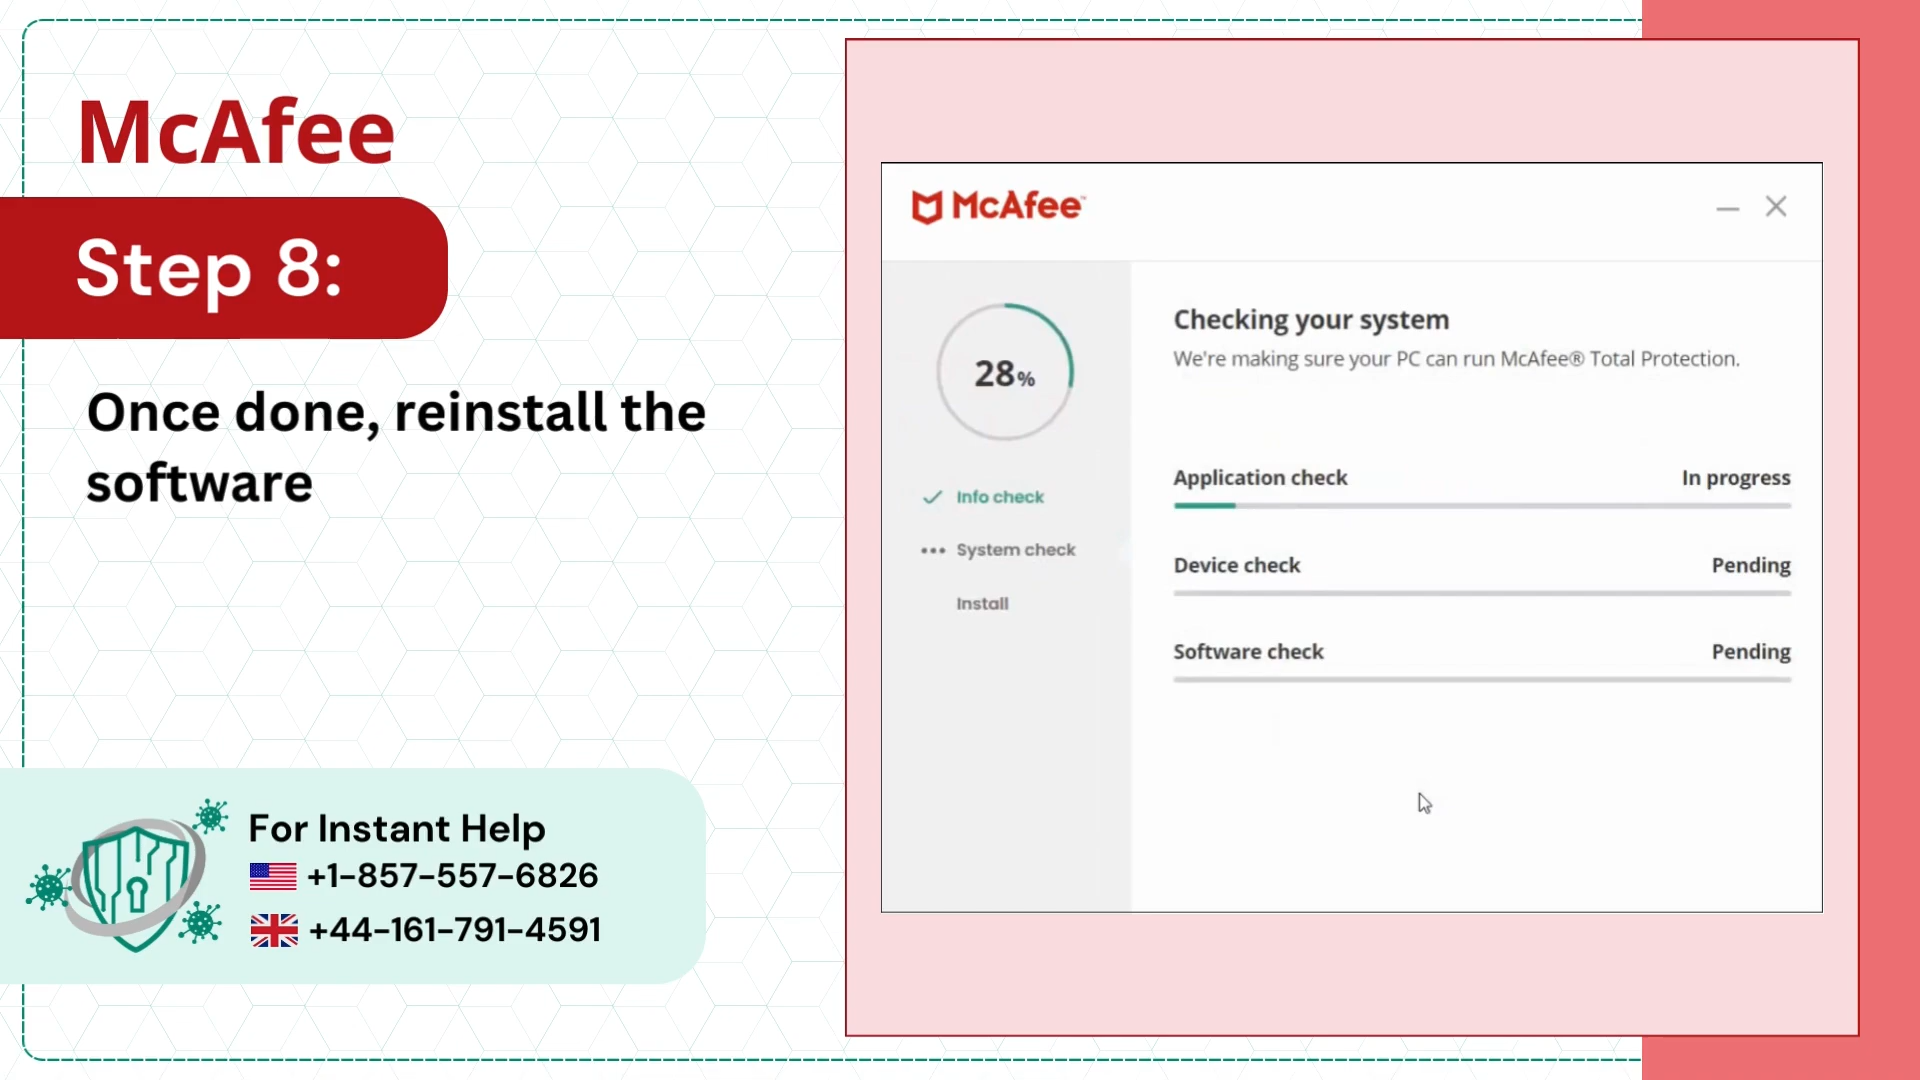 McAfee
Step 8:
Once done, reinstall the
software
For Instant Help
+1-857-557-6826
+44-161-791-4591
McAfee™
28%
Info check
System check
Install
Checking your system
We're making sure your PC can run McAfee® Total Protection.
Application check In progress
Device check Pending
Software check Pending